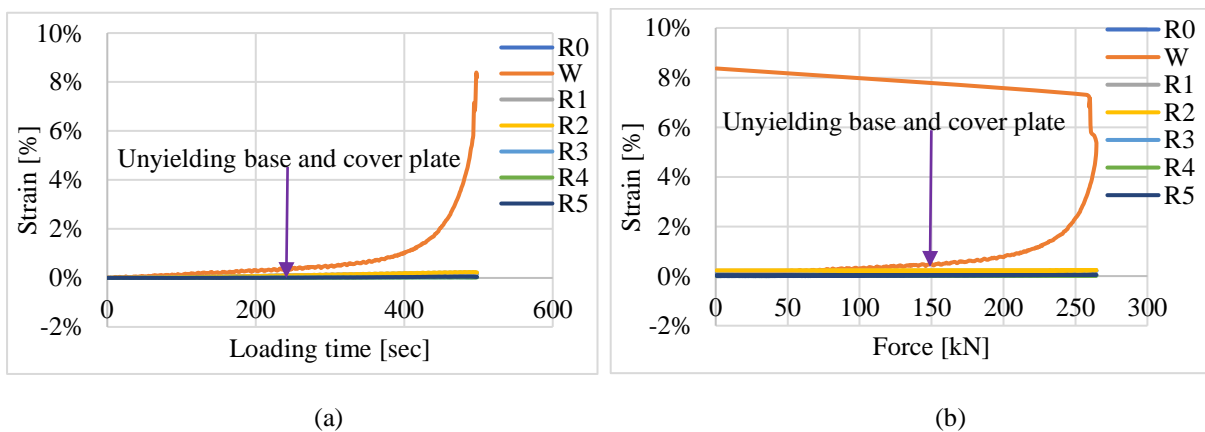 10%
8%
6%
4%
2%
0%
-2%
Strain [%]
0
200
400
600
Loading time [sec]
Unyielding base and cover plate
R0
W
R1
R2
R3
R4
R5
(a)
10%
8%
6%
4%
2%
0%
-2%
Strain [%]
0
50
100
150
200
250
300
Force [kN]
Unyielding base and cover plate
R0
W
R1
R2
R3
R4
R5
(b)